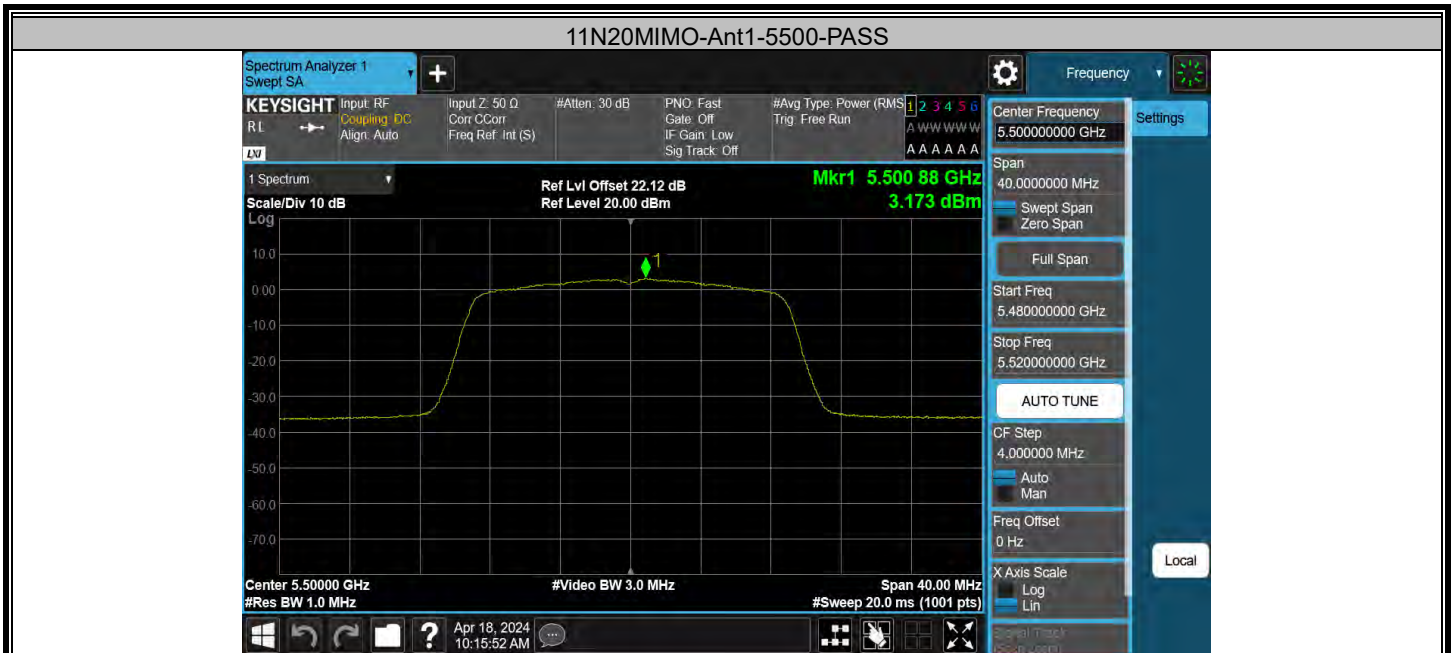 11N20MIMO-Ant1-5500-PASS
Spectrum Analyzer 1
Swept SA
Frequency
KEYSIGHT
RL
LXI
Input: RF
Coupling: DC
Align: Auto
Input Z: 50 Ω
Corr CCorr
Freq Ref: Int (S)
#Atten: 30 dB
PNO: Fast
Gate: Off
IF Gain: Low
Sig Track: Off
#Avg Type: Power (RMS
Trig: Free Run
1 2 3 4 5 6
A W W W W W
A A A A A A
1 Spectrum
Scale/Div 10 dB
Log
Ref Lvl Offset 22.12 dB
Ref Level 20.00 dBm
Mkr1 5.500 88 GHz
3.173 dBm
1
10.0
0.00
-10.0
-20.0
-30.0
-40.0
-50.0
-60.0
-70.0
Center 5.50000 GHz
#Res BW 1.0 MHz
#Video BW 3.0 MHz
Span 40.00 MHz
#Sweep 20.0 ms (1001 pts)
Apr 18, 2024
10:15:52 AM
Center Frequency
5.500000000 GHz
Span
40.0000000 MHz
Swept Span
Zero Span
Full Span
Start Freq
5.480000000 GHz
Stop Freq
5.520000000 GHz
AUTO TUNE
CF Step
4.000000 MHz
Auto
Man
Freq Offset
0 Hz
X Axis Scale
Log
Lin
Signal Track
Settings
Local